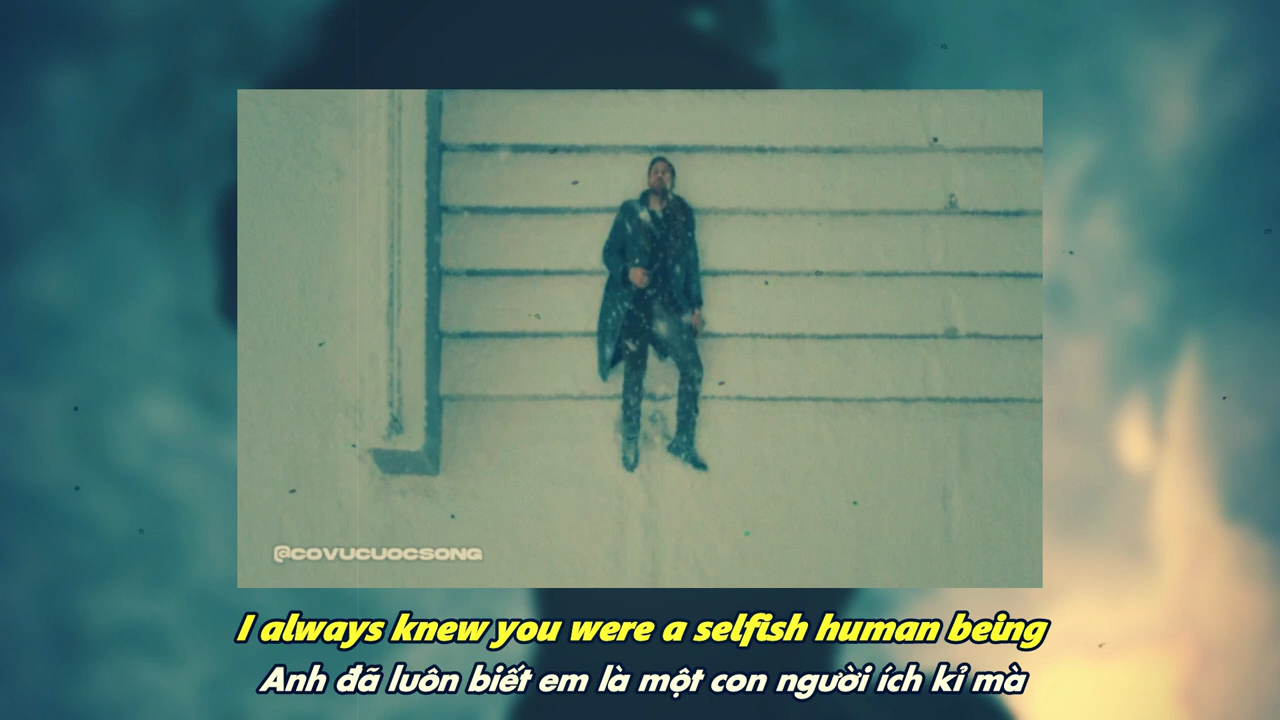 @COVUCUOCSONG
I always knew you were a selfish human being
Anh đã luôn biết em là một con người ích kỉ mà